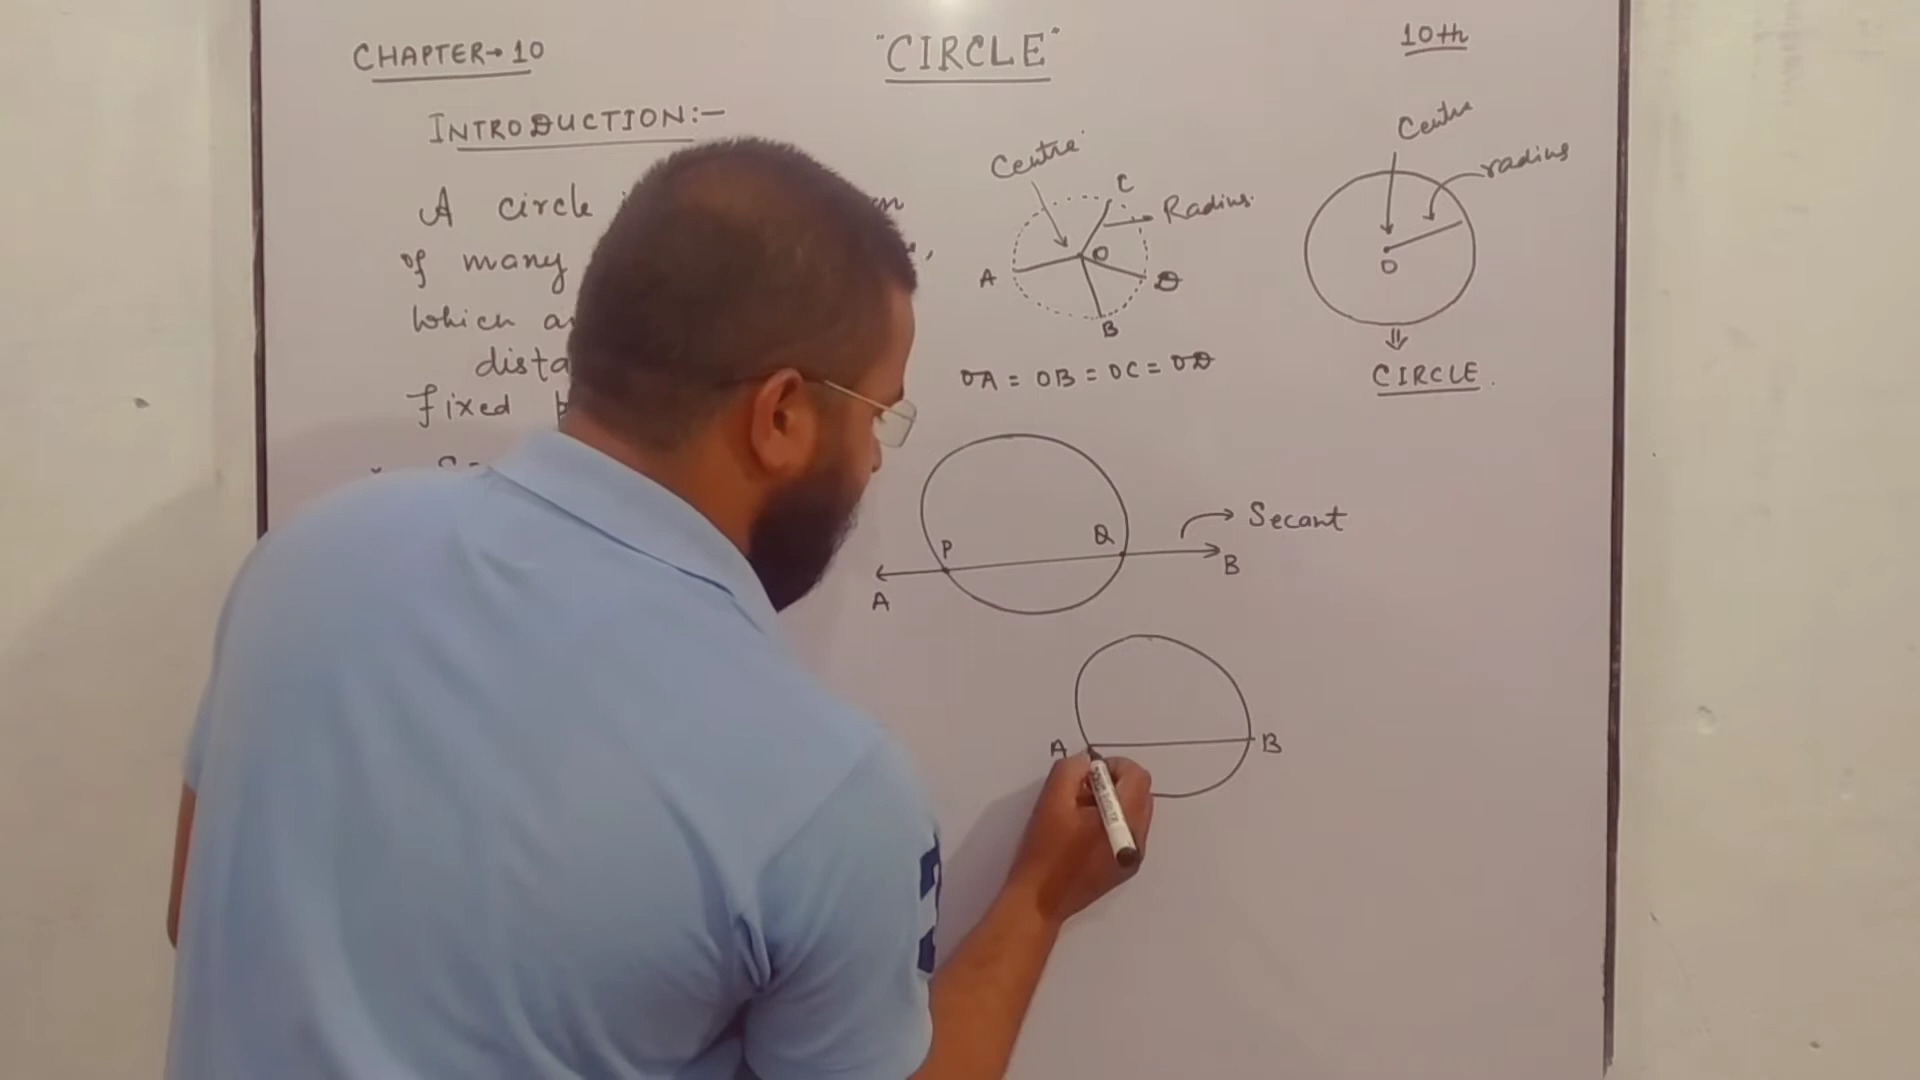 CHAPTER→10
"CIRCLE"
10th
INTRODUCTION:-
A circle
of many
which
dista
fixed
Centre
C
Radius
O
A
D
B
OA = OB = OC = OD
Centre
radius
O
CIRCLE.
P
Q
Secant
A
B
A
B